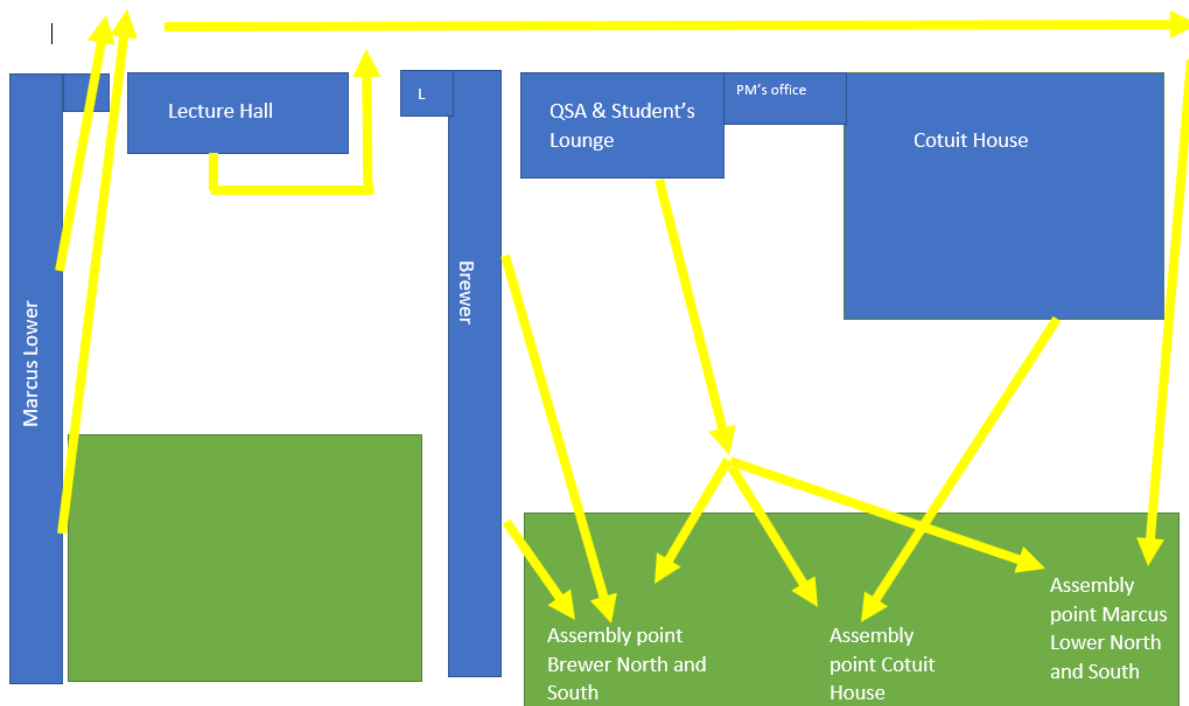 Lecture Hall
L
QSA & Student's
Lounge
PM's office
Cotuit House
Marcus Lower
Brewer
Assembly point
Brewer North and
South
Assembly
point Cotuit
House
Assembly
point Marcus
Lower North
and South